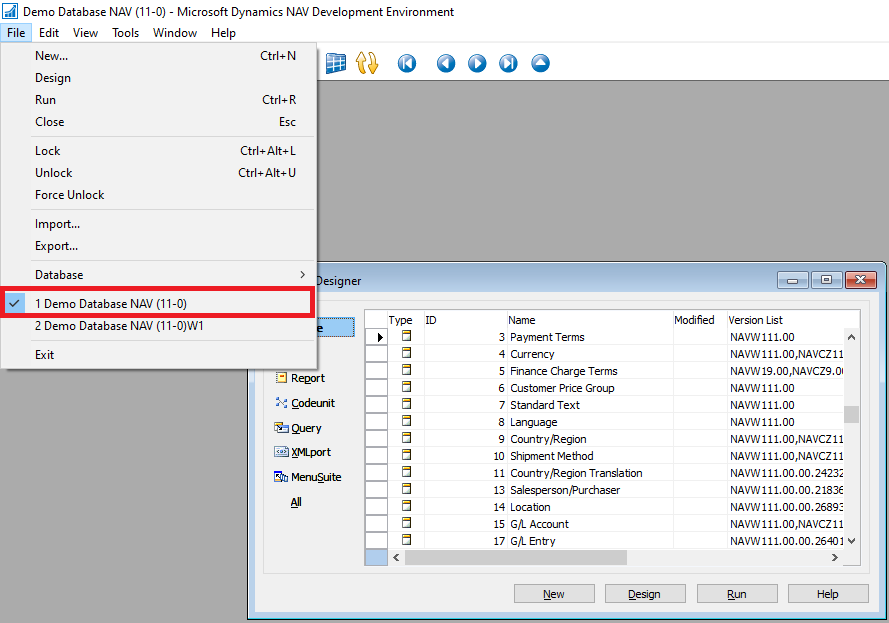 Demo Database NAV (11-0) - Microsoft Dynamics NAV Development Environment
File Edit View Tools Window Help
New... Ctrl+N
Design
Run Ctrl+R
Close Esc
Lock Ctrl+Alt+L
Unlock Ctrl+Alt+U
Force Unlock
Import...
Export...
Database
1 Demo Database NAV (11-0)
2 Demo Database NAV (11-0)W1
Exit
Designer
Report
Codeunit
Query
XMLport
MenuSuite
All
Type ID Name Modified Version List
3 Payment Terms NAVW111.00
4 Currency NAVW111.00,NAVCZ11
5 Finance Charge Terms NAVW19.00,NAVCZ9.00
6 Customer Price Group NAVW111.00
7 Standard Text NAVW111.00
8 Language NAVW111.00
9 Country/Region NAVW111.00,NAVCZ11
10 Shipment Method NAVW111.00,NAVCZ11
11 Country/Region Translation NAVW111.00.00.24232
13 Salesperson/Purchaser NAVW111.00.00.21836
14 Location NAVW111.00.00.26893
15 G/L Account NAVW111.00,NAVCZ11
17 G/L Entry NAVW111.00.00.26401
New Design Run Help